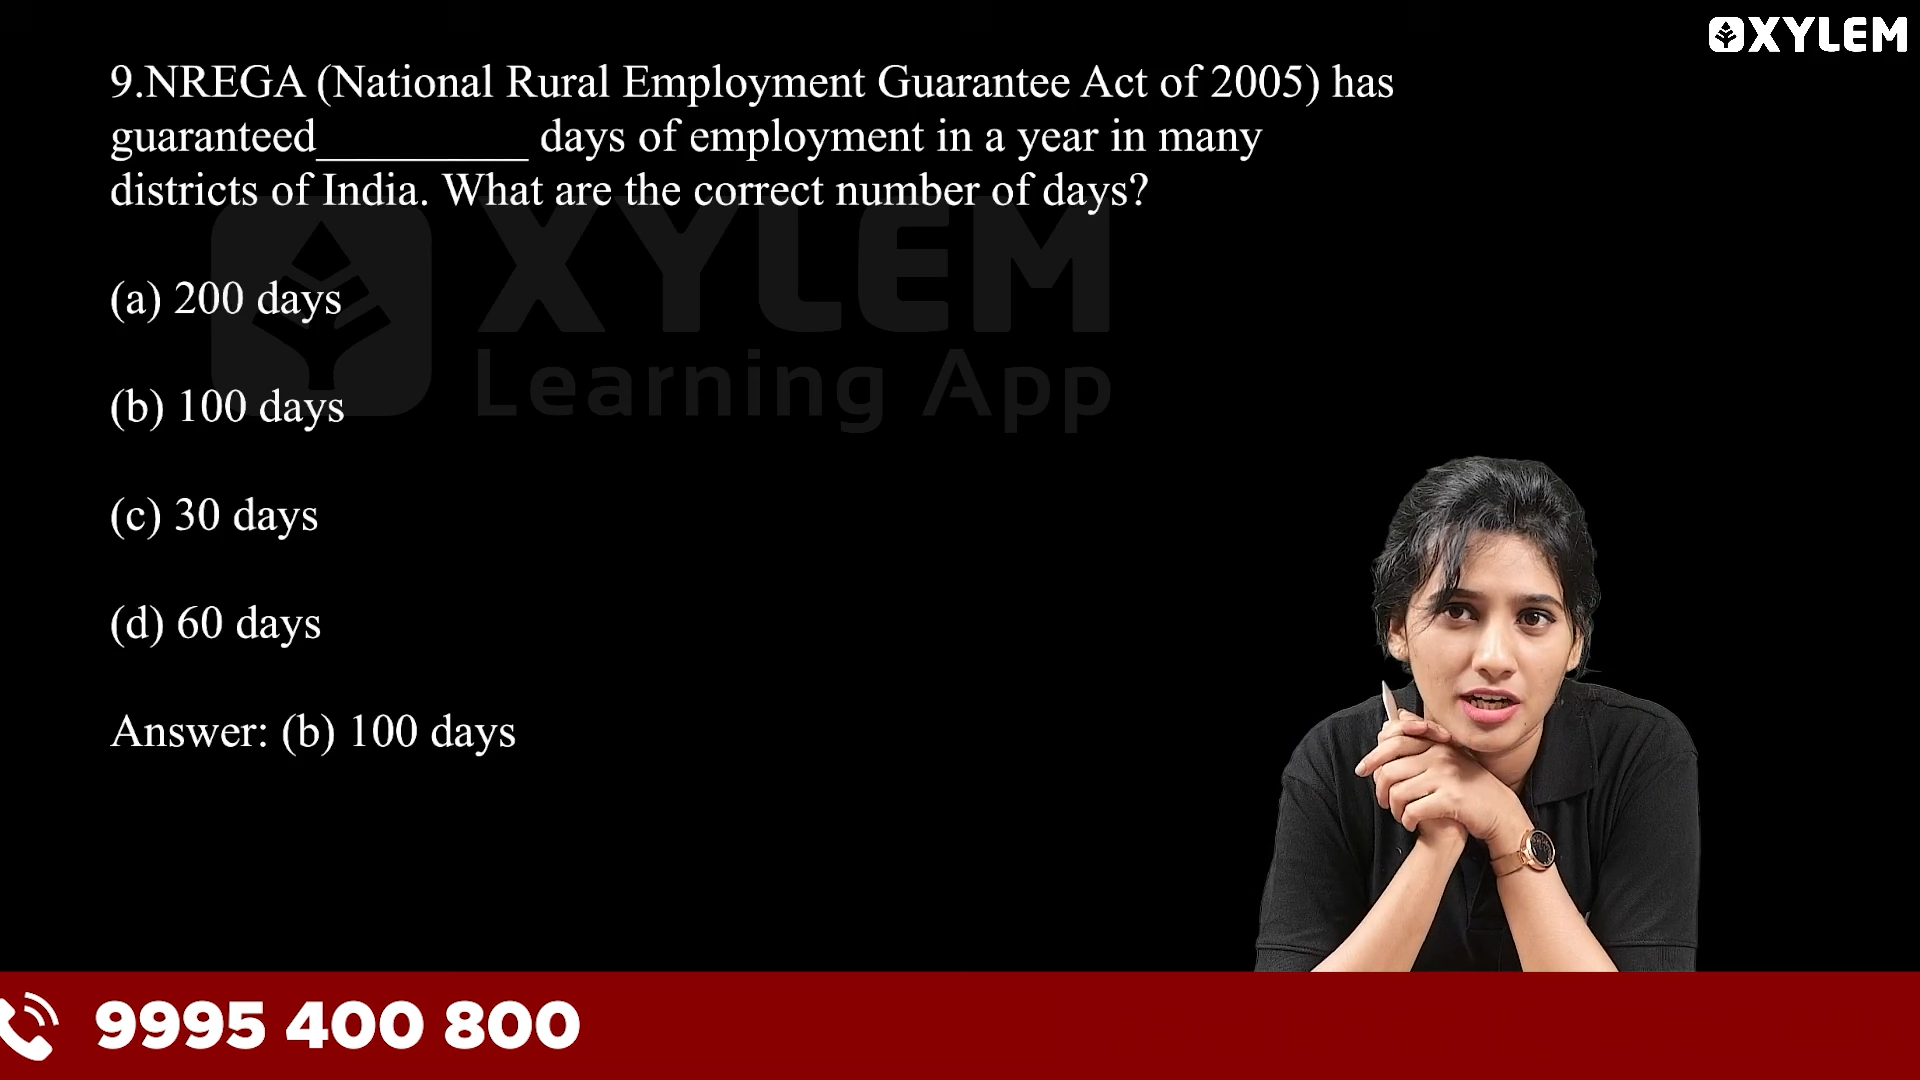 XYLEM
9.NREGA (National Rural Employment Guarantee Act of 2005) has
guaranteed_________ days of employment in a year in many
districts of India. What are the correct number of days?
XYLEM
Learning App
(a) 200 days
(b) 100 days
(c) 30 days
(d) 60 days
Answer: (b) 100 days
9995 400 800